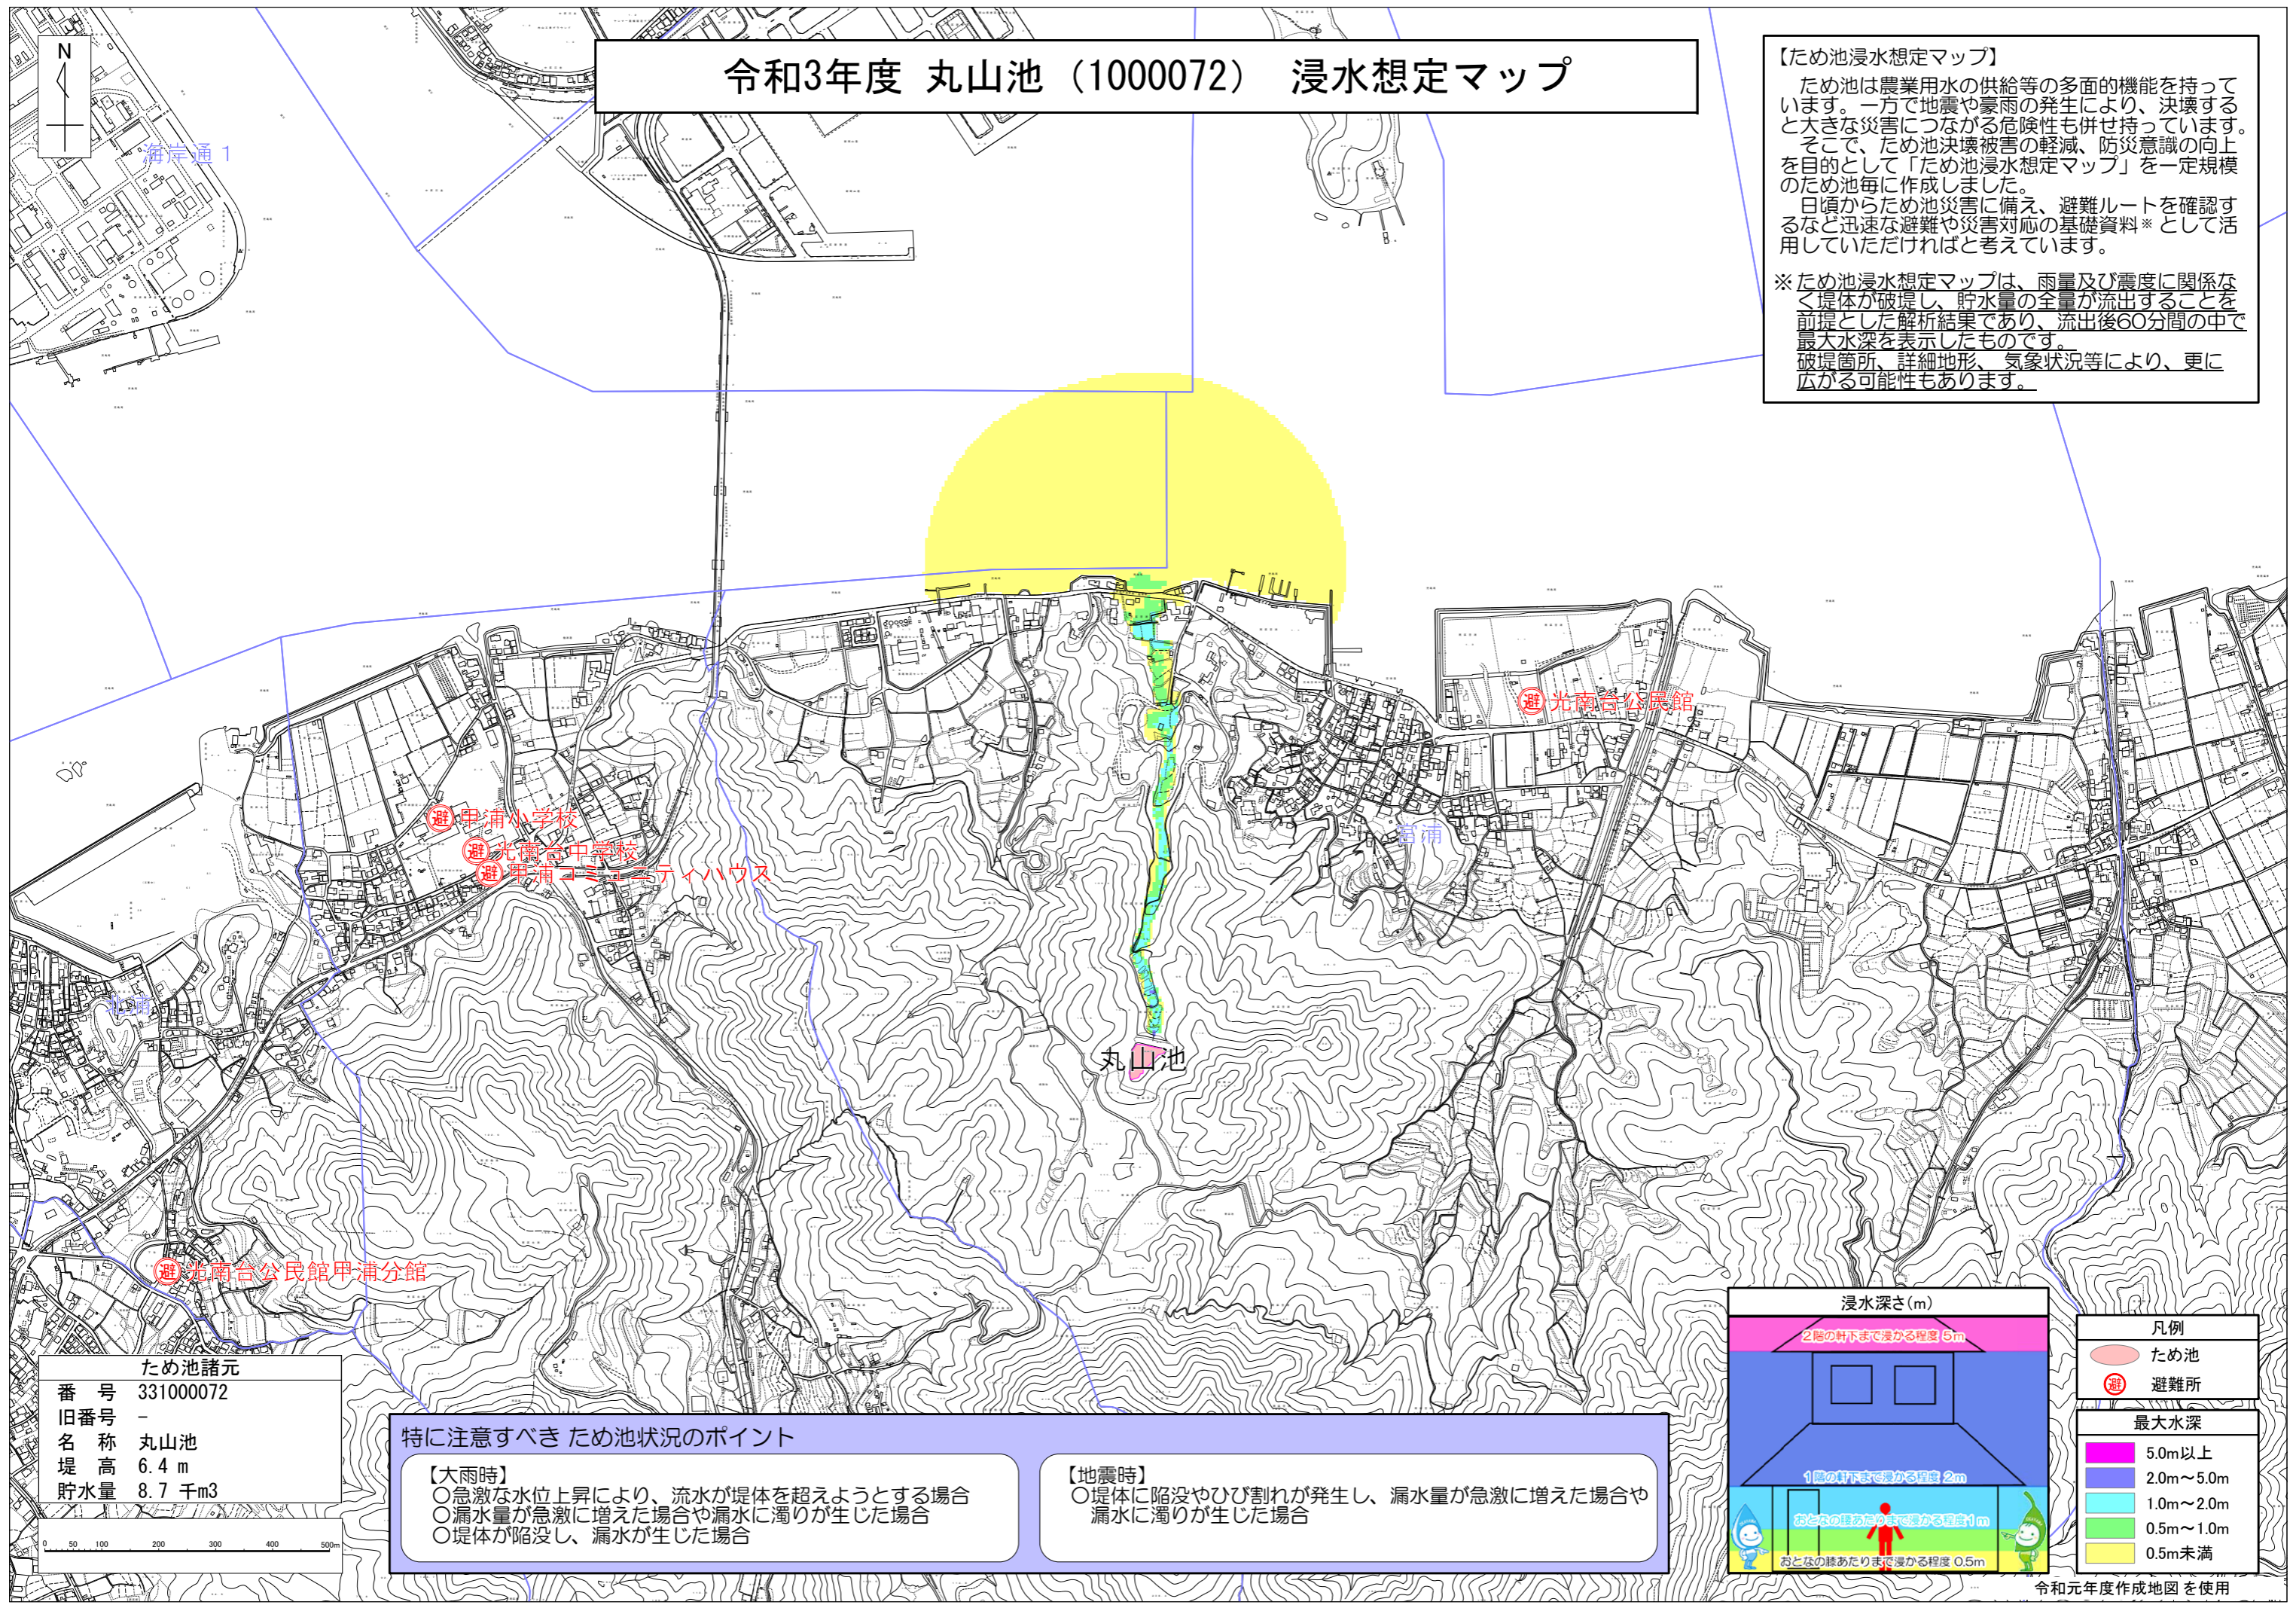 令和3年度 丸山池（1000072） 浸水想定マップ
N
【ため池浸水想定マップ】
ため池は農業用水の供給等の多面的機能を持って
います。一方で地震や豪雨の発生により、決壊する
と大きな災害につながる危険性も併せ持っています。
そこで、ため池決壊被害の軽減、防災意識の向上
を目的として「ため池浸水想定マップ」を一定規模
のため池毎に作成しました。
日頃からため池災害に備え、避難ルートを確認す
るなど迅速な避難や災害対応の基礎資料※として活
用していただければと考えています。
※ため池浸水想定マップは、雨量及び震度に関係な
く堤体が破堤し、貯水量の全量が流出することを
前提とした解析結果であり、流出後60分間の中で
最大水深を表示したものです。
破堤箇所、詳細地形、気象状況等により、更に
広がる可能性もあります。
海岸通1
避 光南台公民館
避 甲浦小学校
避 光南台中学校
避 甲浦コミュニティハウス
宮浦
北浦
丸山池
避 光南台公民館甲浦分館
ため池諸元
番 号 331000072
旧番号 -
名 称 丸山池
堤 高 6.4 m
貯水量 8.7 千m3
0 50 100 200 300 400 500m
特に注意すべき ため池状況のポイント
【大雨時】
○急激な水位上昇により、流水が堤体を超えようとする場合
○漏水量が急激に増えた場合や漏水に濁りが生じた場合
○堤体が陥没し、漏水が生じた場合
【地震時】
○堤体に陥没やひび割れが発生し、漏水量が急激に増えた場合や
漏水に濁りが生じた場合
浸水深さ(m)
2階の軒下まで浸かる程度 5m
1階の軒下まで浸かる程度 2m
おとなの腰あたりまで浸かる程度 1m
おとなの膝あたりまで浸かる程度 0.5m
凡例
ため池
避 避難所
最大水深
5.0m以上
2.0m～5.0m
1.0m～2.0m
0.5m～1.0m
0.5m未満
令和元年度作成地図を使用